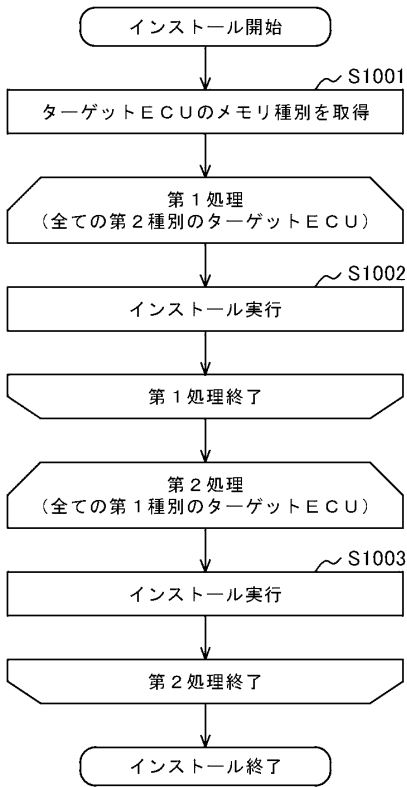 インストール開始
S1001
ターゲットＥＣＵのメモリ種別を取得
第１処理
（全ての第２種別のターゲットＥＣＵ）
S1002
インストール実行
第１処理終了
第２処理
（全ての第１種別のターゲットＥＣＵ）
S1003
インストール実行
第２処理終了
インストール終了